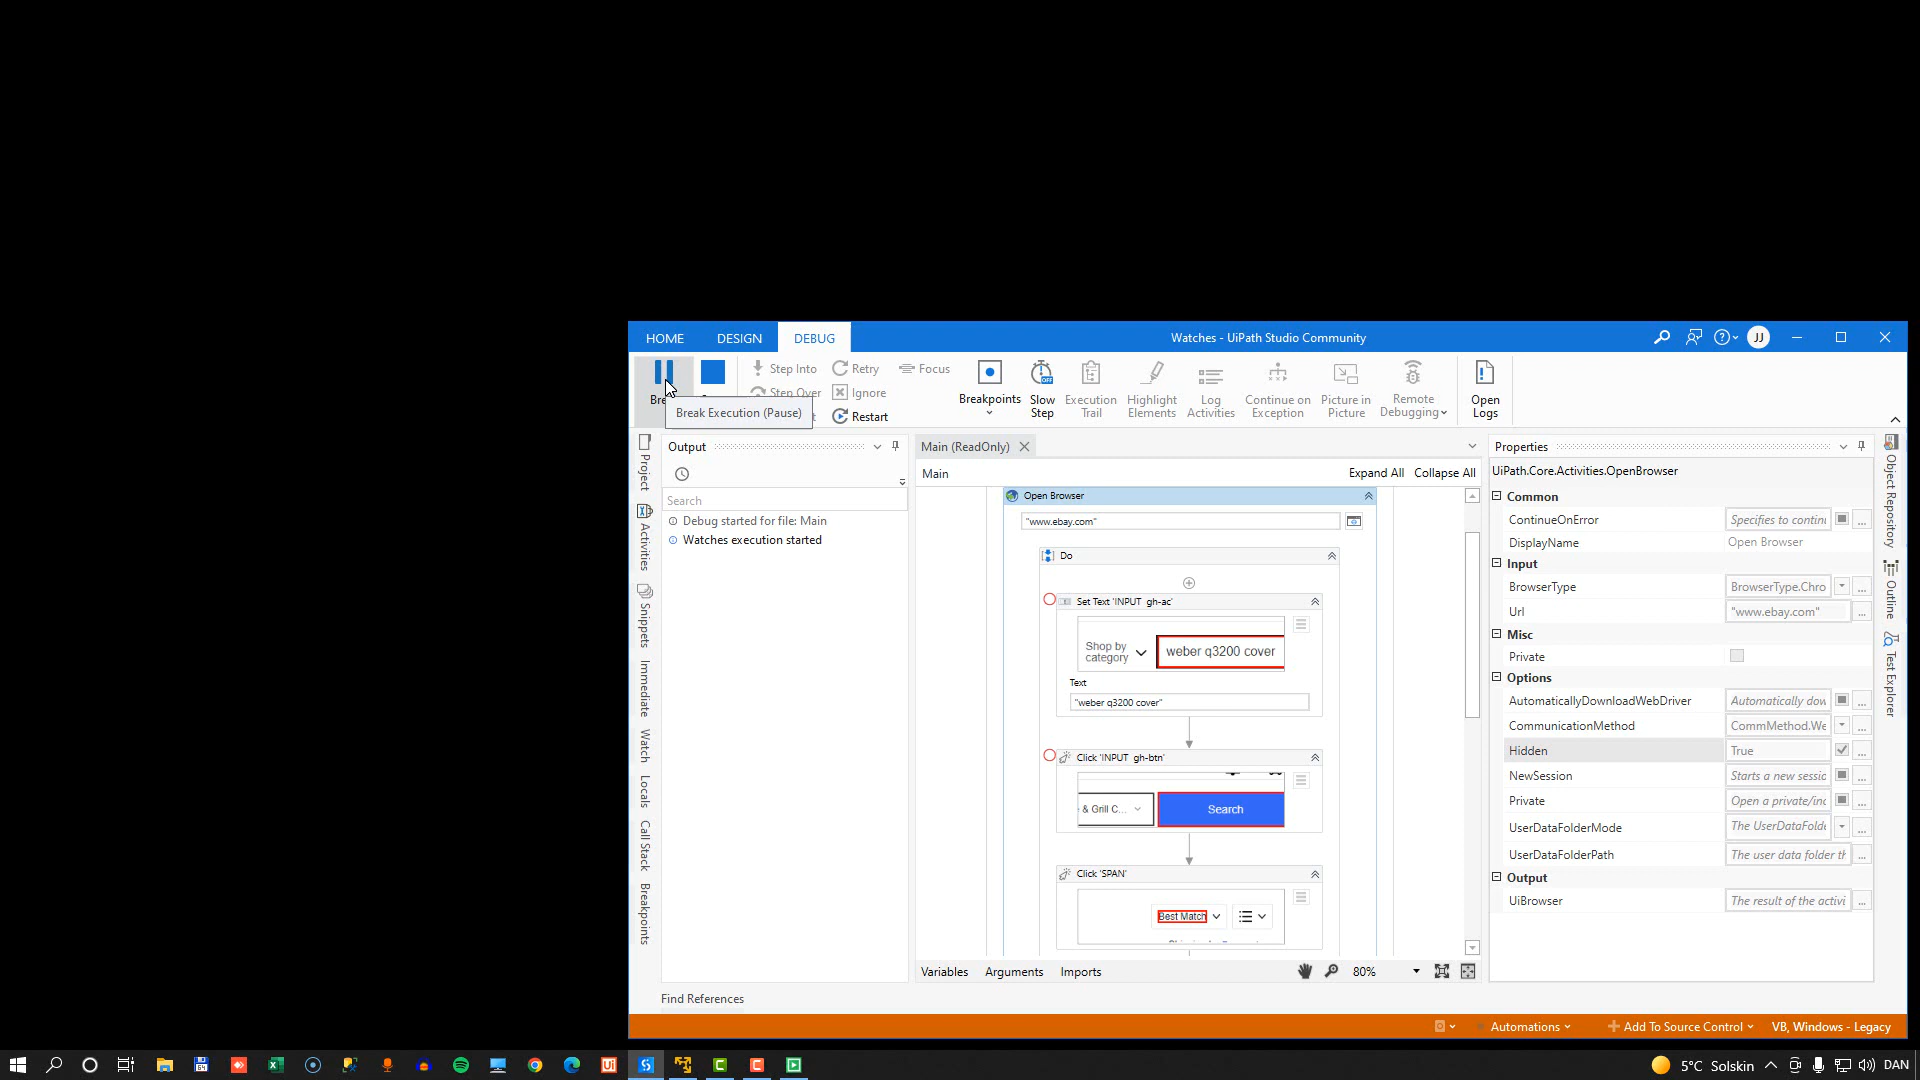 HOME
DESIGN
DEBUG
Watches - UiPath Studio Community
JJ
Step Into
Retry
Focus
Step Over
Ignore
Restart
Break Execution (Pause)
Breakpoints
Slow Step
Execution Trail
Highlight Elements
Log Activities
Continue on Exception
Picture in Picture
Remote Debugging
Open Logs
Project
Activities
Snippets
Immediate
Watch
Locals
Call Stack
Breakpoints
Output
Search
Debug started for file: Main
Watches execution started
Main (ReadOnly)
Main
Expand All
Collapse All
Open Browser
"www.ebay.com"
Do
Set Text 'INPUT gh-ac'
Shop by category
weber q3200 cover
Text
"weber q3200 cover"
Click 'INPUT gh-btn'
& Grill C...
Search
Click 'SPAN'
Best Match
Variables
Arguments
Imports
80%
Properties
UiPath.Core.Activities.OpenBrowser
Common
ContinueOnError
Specifies to continu
DisplayName
Open Browser
Input
BrowserType
BrowserType.Chro
Url
"www.ebay.com"
Misc
Private
Options
AutomaticallyDownloadWebDriver
Automatically dow
CommunicationMethod
CommMethod.We
Hidden
True
NewSession
Starts a new sessio
Private
Open a private/inc
UserDataFolderMode
The UserDataFolde
UserDataFolderPath
The user data folder th
Output
UiBrowser
The result of the activi
Object Repository
Outline
Test Explorer
Find References
Automations
Add To Source Control
VB, Windows - Legacy
5°C Solskin
DAN